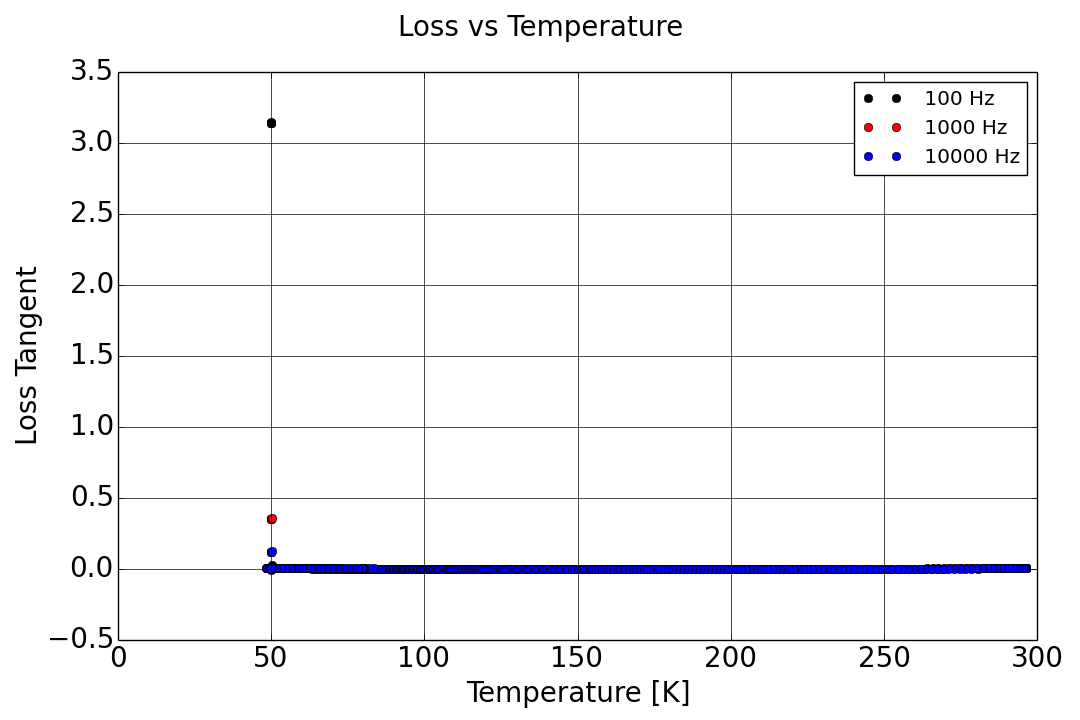 Loss vs Temperature
3.5
3.0
2.5
2.0
1.5
1.0
0.5
0.0
−0.5
Loss Tangent
100 Hz
1000 Hz
10000 Hz
0 50 100 150 200 250 300
Temperature [K]